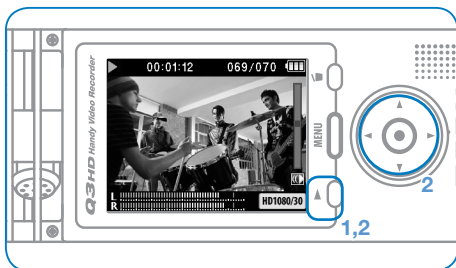 00:01:12 069/070
Q3HD Handy Video Recorder
MENU
L
R
HD1080/30
2
1,2